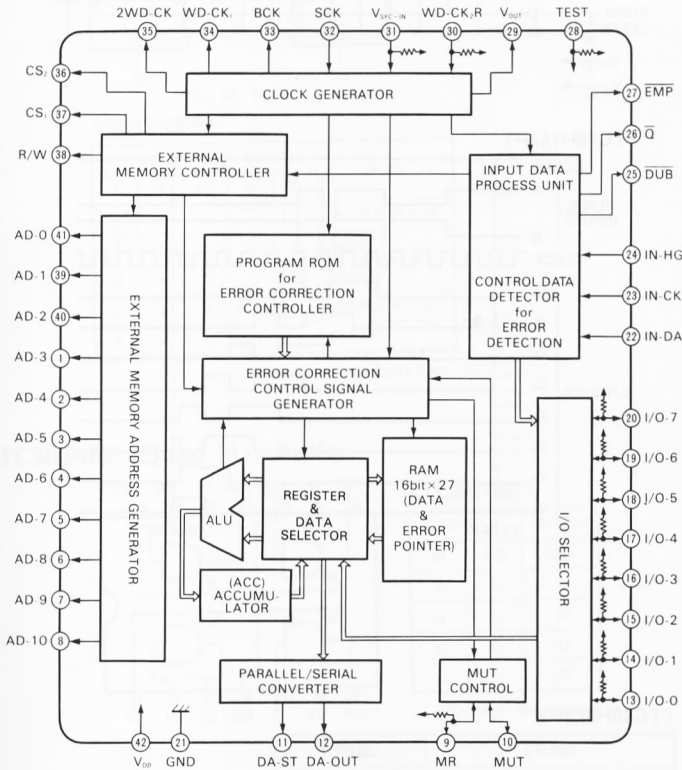 2WD-CK WD-CK₁ BCK SCK V_SYC-IN WD-CK₂R V_OUT TEST
35 34 33 32 31 30 29 28
CS₂ 36
CLOCK GENERATOR
27 EMP
CS₁ 37
26 Q
R/W 38
EXTERNAL
MEMORY CONTROLLER
INPUT DATA
PROCESS UNIT
25 DUB
CONTROL DATA
DETECTOR
for
ERROR
DETECTION
24 IN-HG
23 IN-CK
22 IN-DA
AD-0 41
AD-1 39
AD-2 40
AD-3 1
AD-4 2
AD-5 3
AD-6 4
AD-7 5
AD-8 6
AD-9 7
AD-10 8
EXTERNAL MEMORY ADDRESS GENERATOR
PROGRAM ROM
for
ERROR CORRECTION
CONTROLLER
ERROR CORRECTION
CONTROL SIGNAL
GENERATOR
ALU
REGISTER
&
DATA
SELECTOR
RAM
16bit×27
(DATA
&
ERROR
POINTER)
(ACC)
ACCUMU-
LATOR
I/O SELECTOR
20 I/O-7
19 I/O-6
18 I/O-5
17 I/O-4
16 I/O-3
15 I/O-2
14 I/O-1
13 I/O-0
PARALLEL/SERIAL
CONVERTER
MUT
CONTROL
42 21 11 12 9 10
V_DD GND DA-ST DA-OUT MR MUT